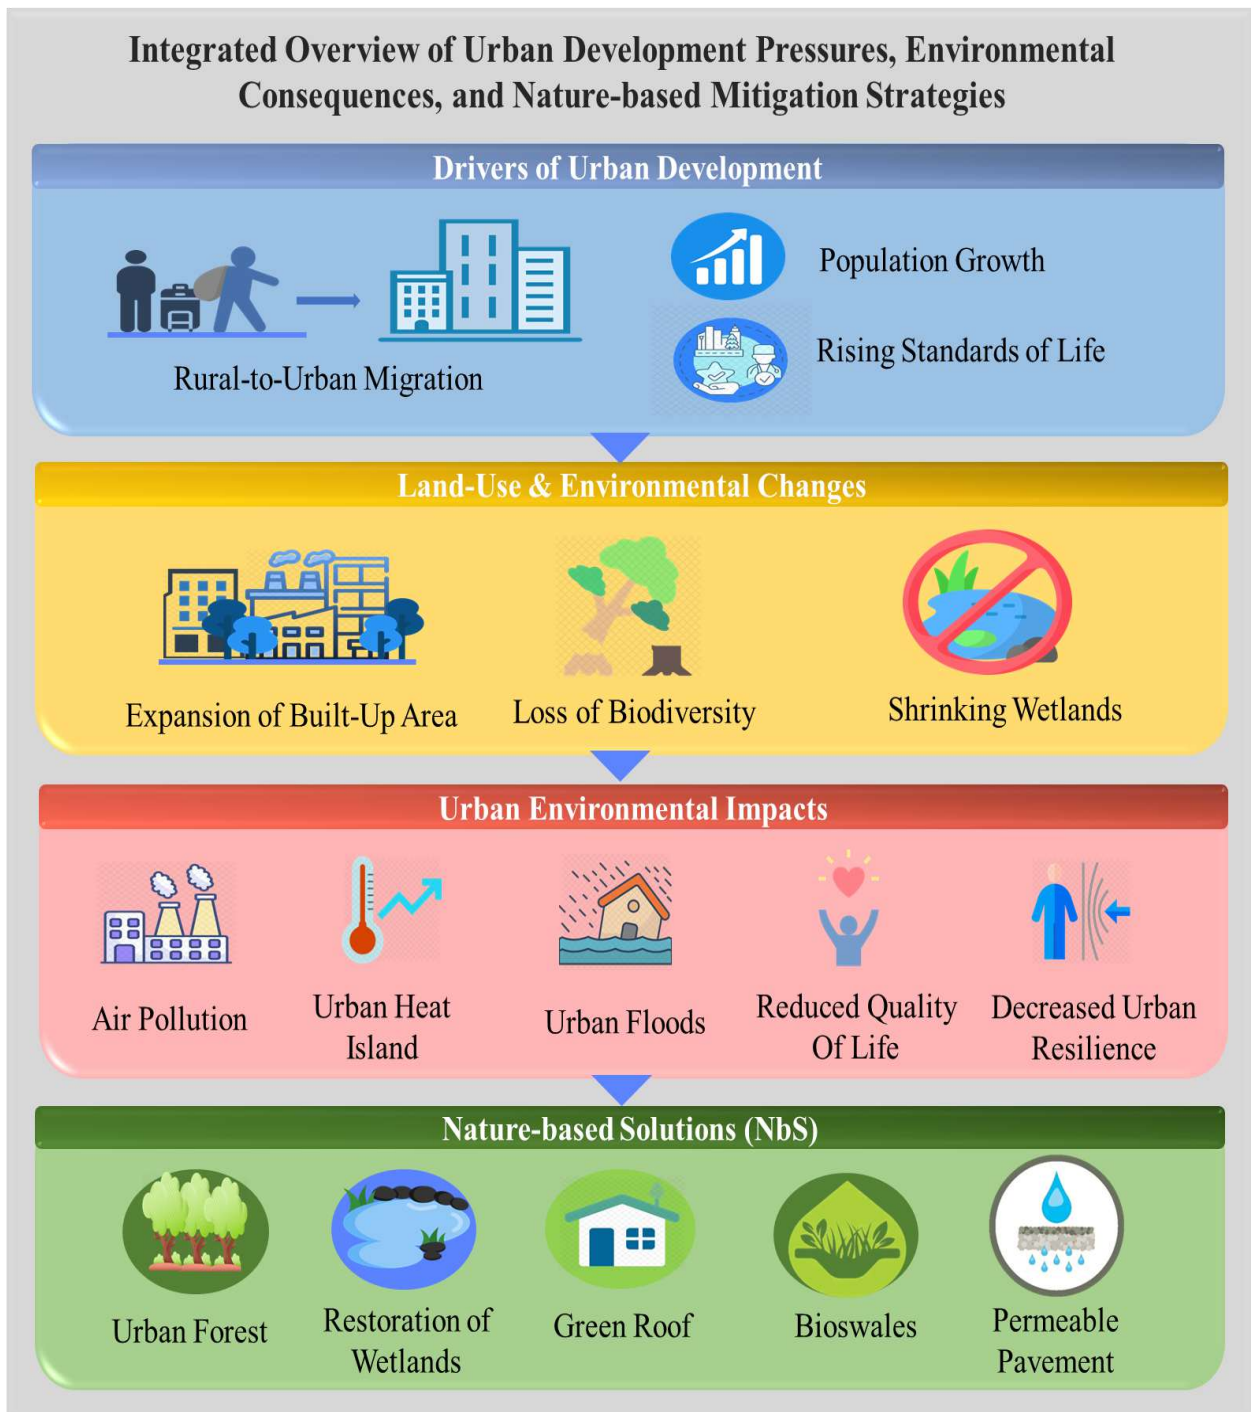 Integrated Overview of Urban Development Pressures, Environmental
Consequences, and Nature-based Mitigation Strategies
Drivers of Urban Development
Rural-to-Urban Migration
Population Growth
Rising Standards of Life
Land-Use & Environmental Changes
Expansion of Built-Up Area
Loss of Biodiversity
Shrinking Wetlands
Urban Environmental Impacts
Air Pollution
Urban Heat
Island
Urban Floods
Reduced Quality
Of Life
Decreased Urban
Resilience
Nature-based Solutions (NbS)
Urban Forest
Restoration of
Wetlands
Green Roof
Bioswales
Permeable
Pavement